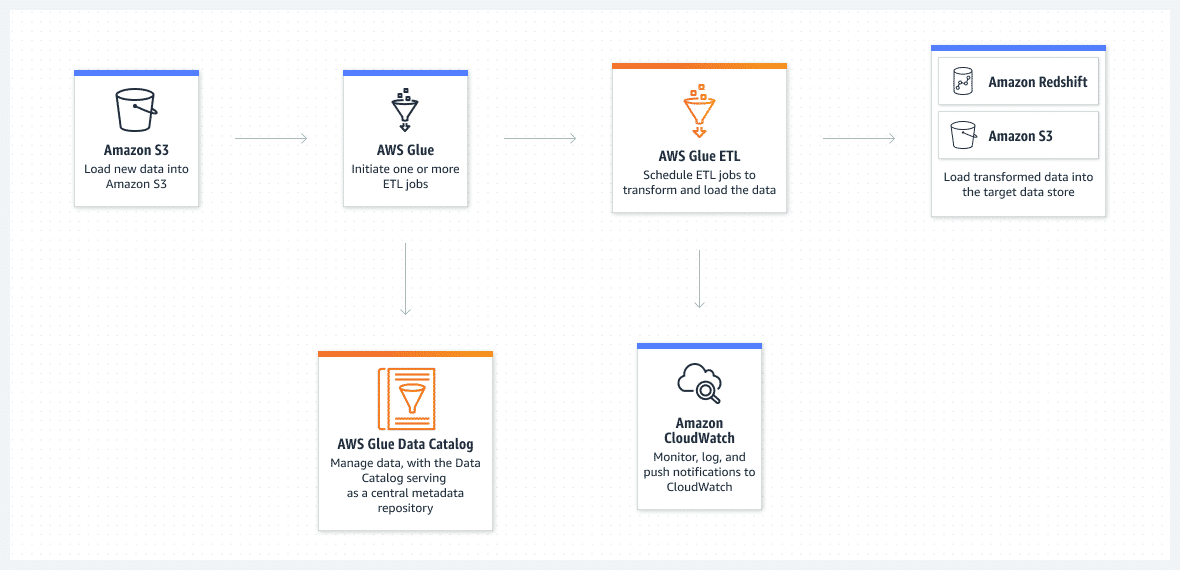 Amazon S3
Load new data into
Amazon S3
AWS Glue
Initiate one or more
ETL jobs
AWS Glue ETL
Schedule ETL jobs to
transform and load the data
Amazon Redshift
Amazon S3
Load transformed data into
the target data store
AWS Glue Data Catalog
Manage data, with the Data
Catalog serving
as a central metadata
repository
Amazon
CloudWatch
Monitor, log, and
push notifications to
CloudWatch